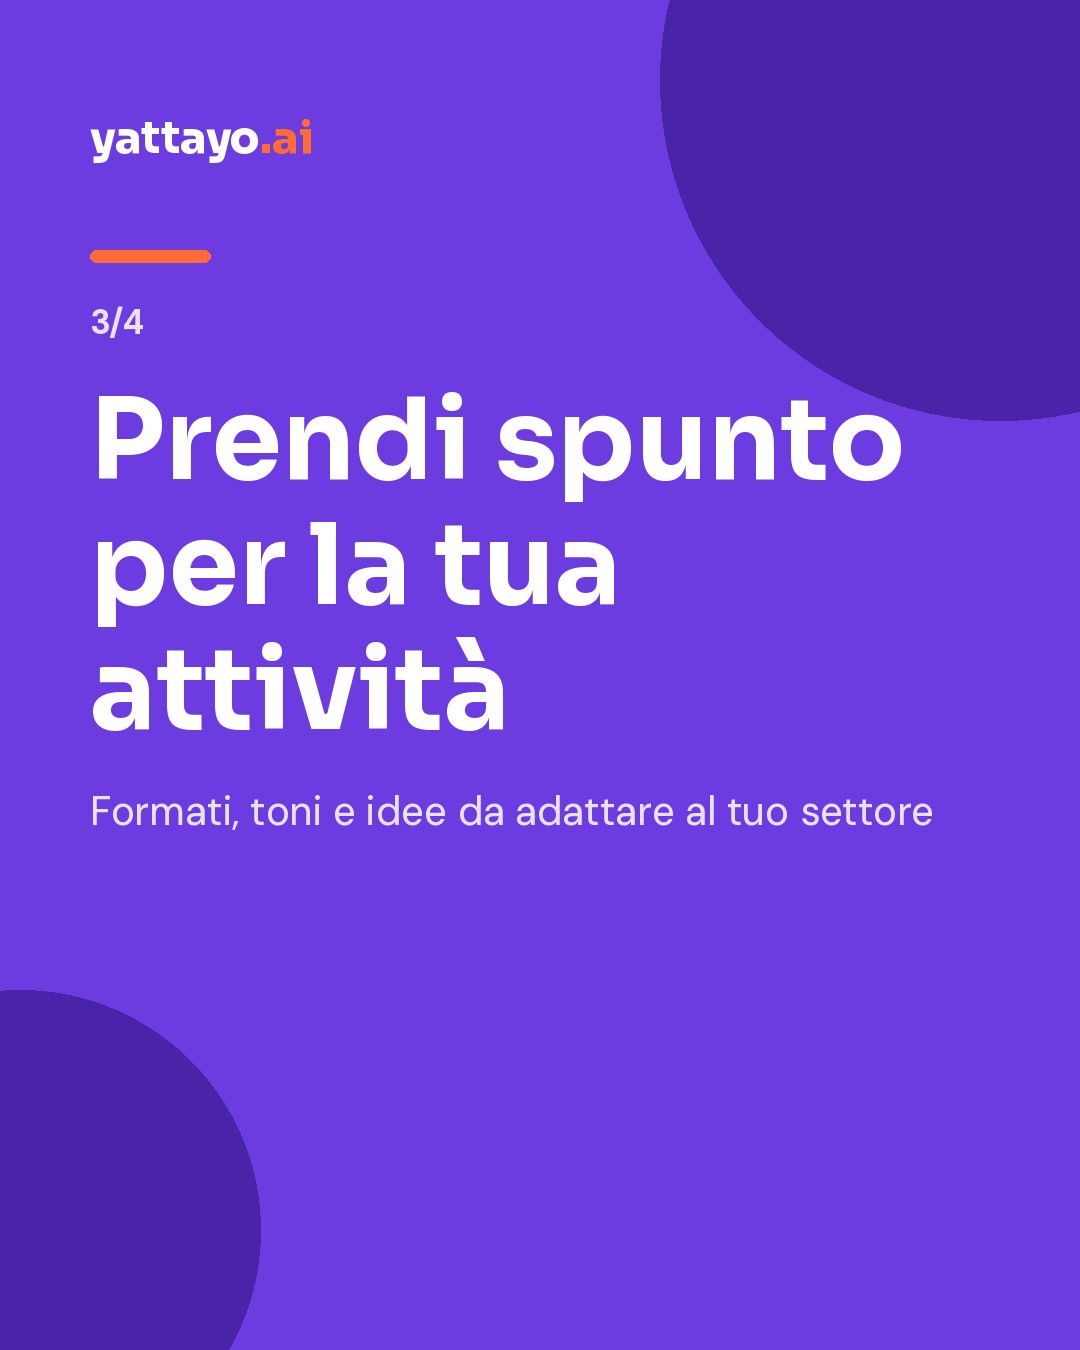 yattayo.ai
3/4
Prendi spunto
per la tua
attività
Formati, toni e idee da adattare al tuo settore